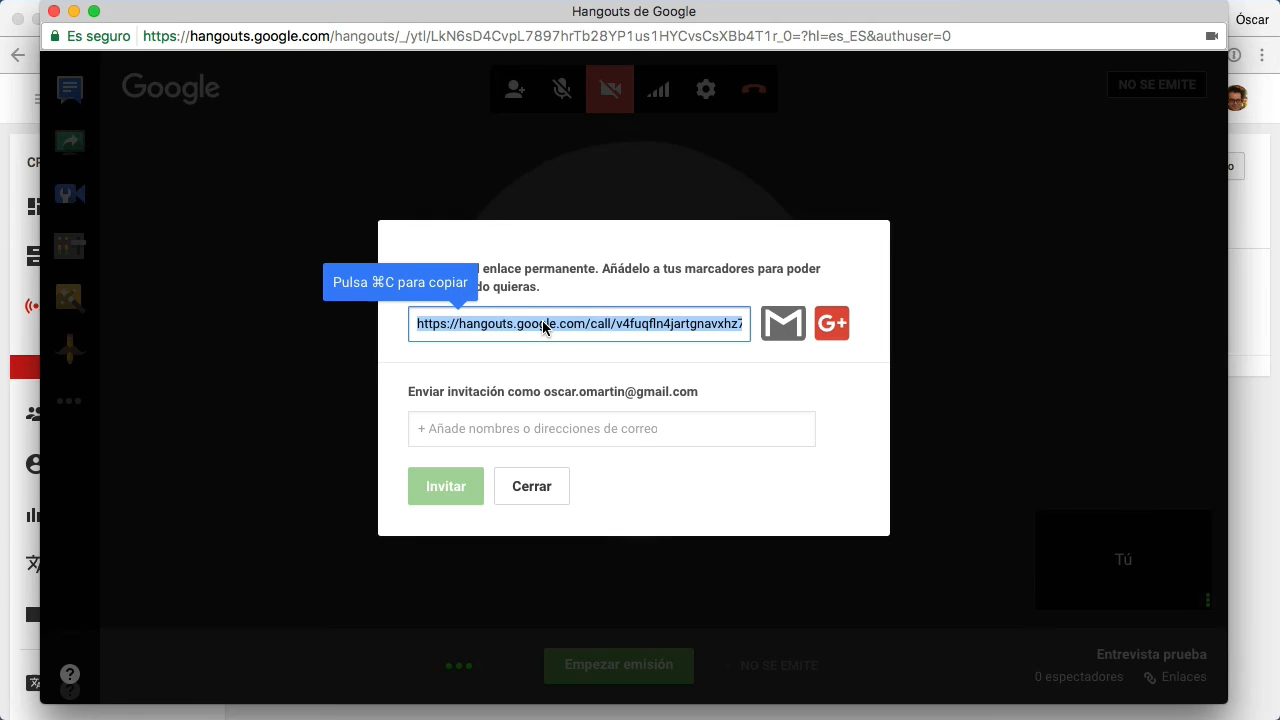 Hangouts de Google
Óscar
Es seguro
https://hangouts.google.com/hangouts/_/ytl/LkN6sD4CvpL7897hrTb28YP1us1HYCvsCsXBb4T1r_0=?hl=es_ES&authuser=0
Google
NO SE EMITE
enlace permanente. Añádelo a tus marcadores para poder
quieras.
Pulsa ⌘C para copiar
https://hangouts.google.com/call/v4fuqfln4jartgnavxhz7
G+
Enviar invitación como oscar.omartin@gmail.com
+ Añade nombres o direcciones de correo
Invitar
Cerrar
Tú
Empezar emisión
NO SE EMITE
Entrevista prueba
0 espectadores
Enlaces